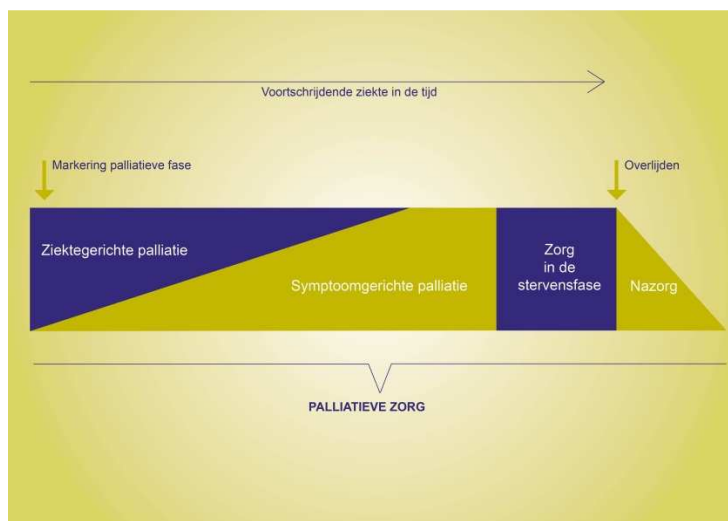 Voortschrijdende ziekte in de tijd
Markering palliatieve fase
Overlijden
Ziektegerichte palliatie
Symptoomgerichte palliatie
Zorg
in de
stervensfase
Nazorg
PALLIATIEVE ZORG